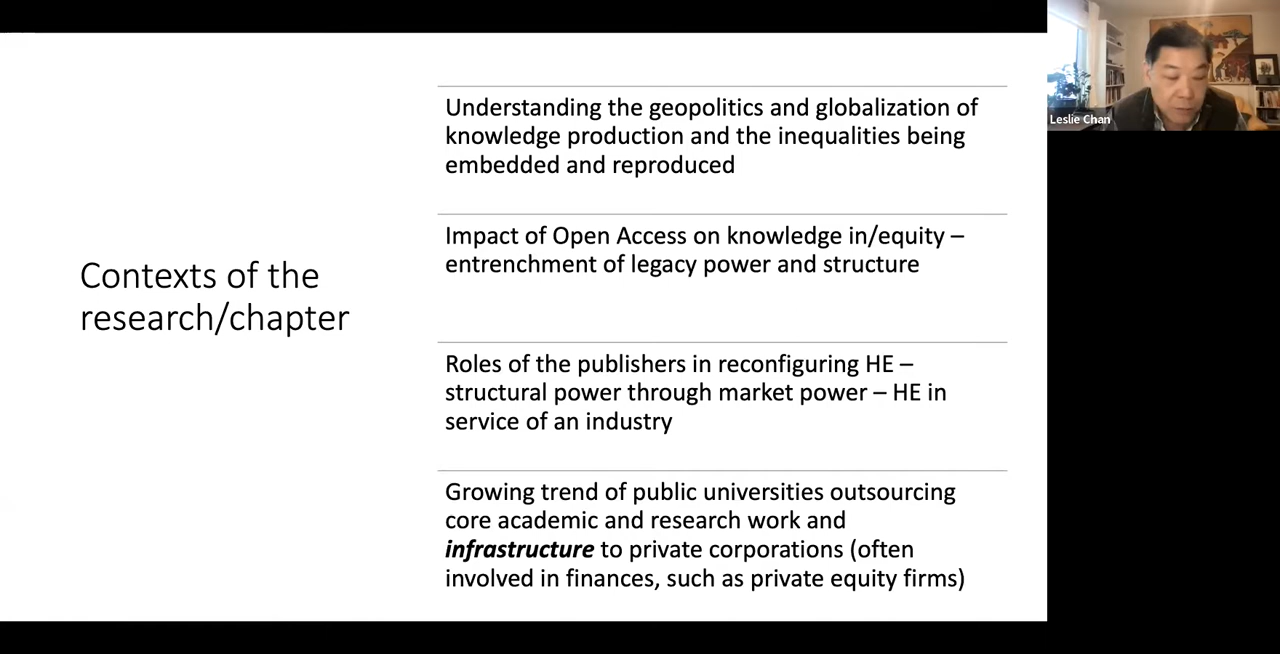 Contexts of the
research/chapter
Understanding the geopolitics and globalization of
knowledge production and the inequalities being
embedded and reproduced
Impact of Open Access on knowledge in/equity –
entrenchment of legacy power and structure
Roles of the publishers in reconfiguring HE –
structural power through market power – HE in
service of an industry
Growing trend of public universities outsourcing
core academic and research work and
infrastructure to private corporations (often
involved in finances, such as private equity firms)
Leslie Chan